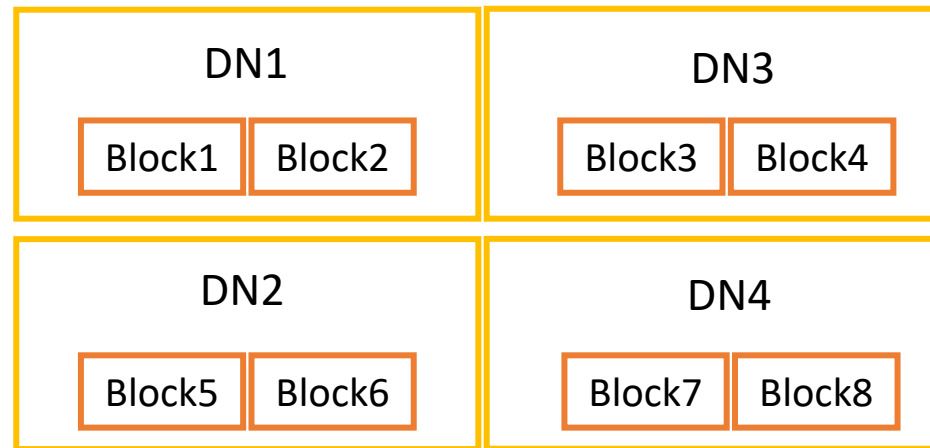 DN1
Block1 Block2
DN3
Block3 Block4
DN2
Block5 Block6
DN4
Block7 Block8